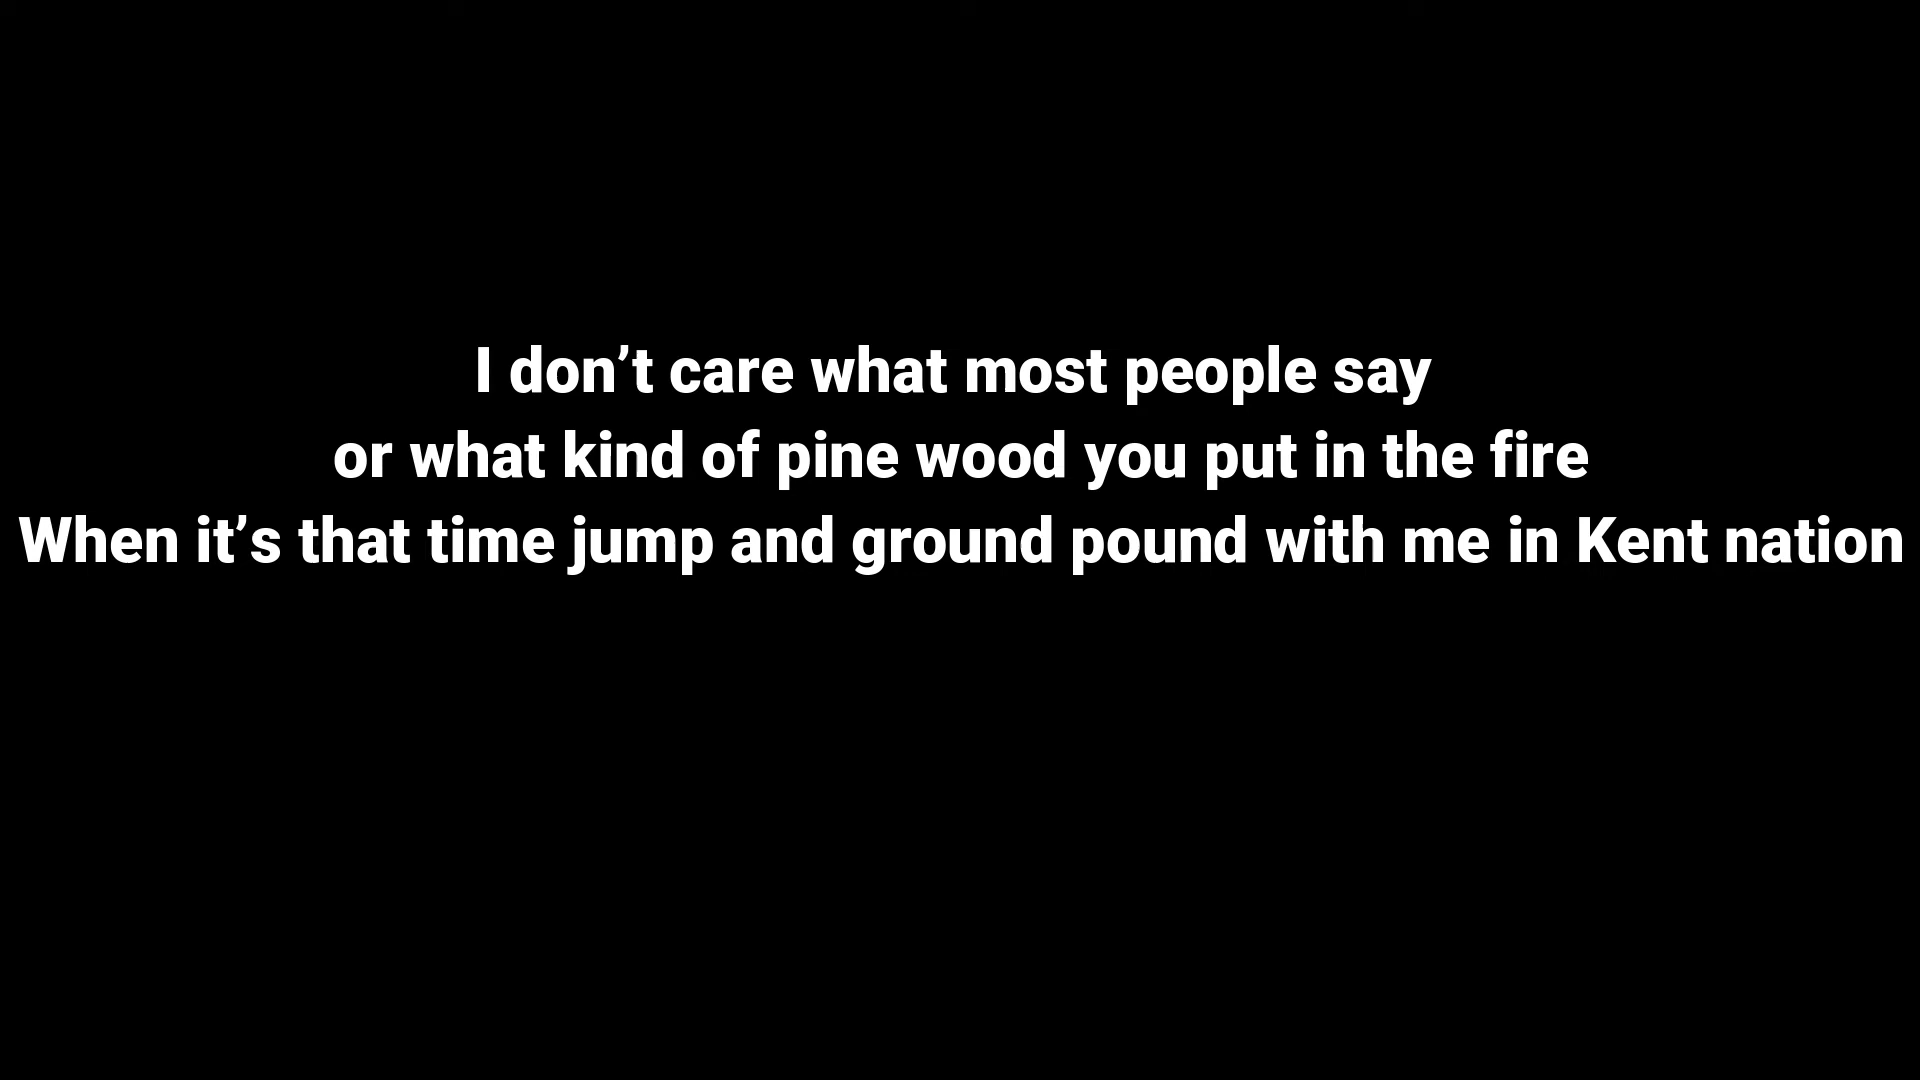 I don’t care what most people say
or what kind of pine wood you put in the fire
When it’s that time jump and ground pound with me in Kent nation